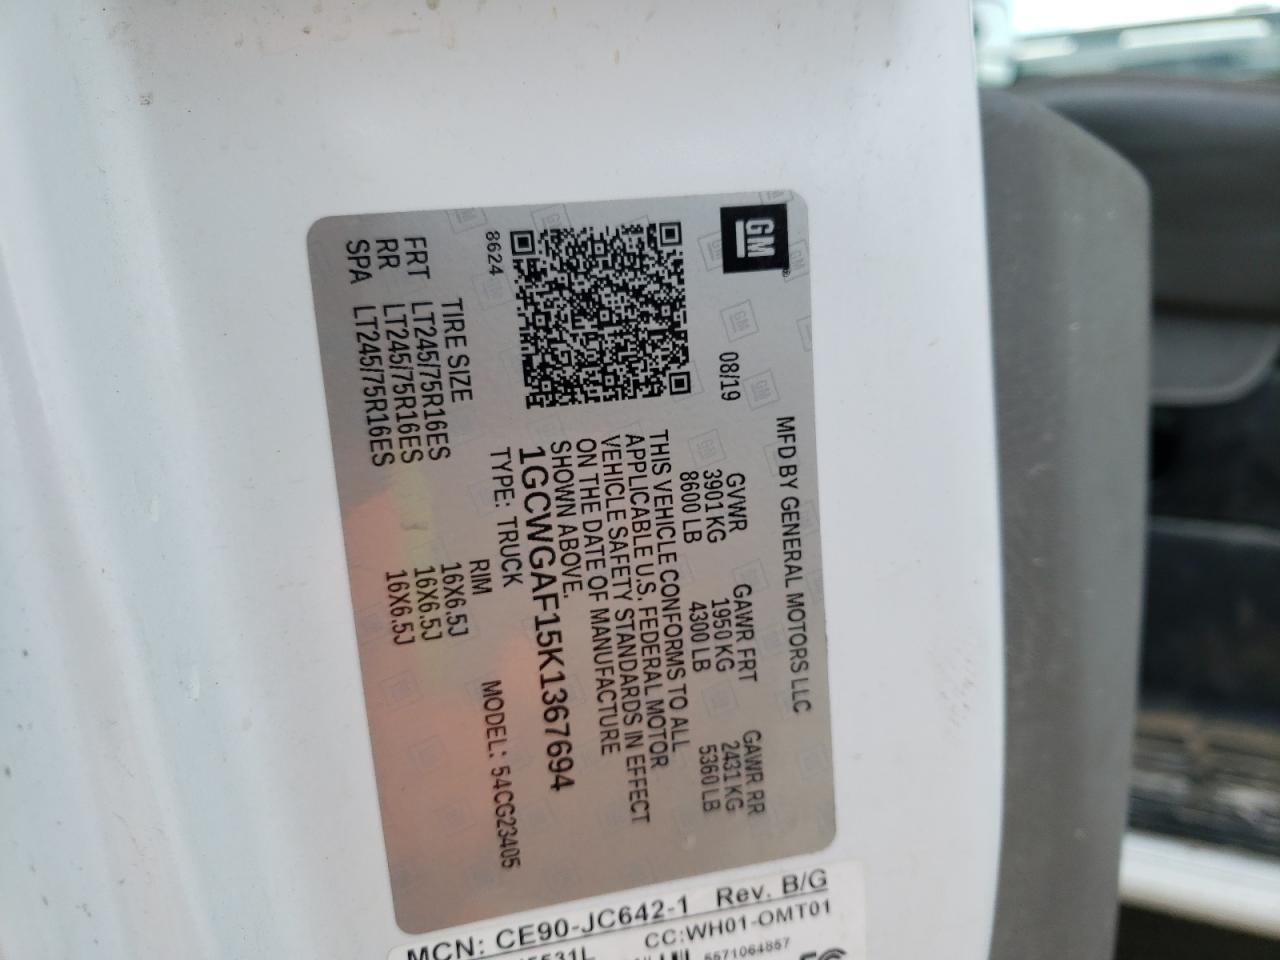 GM
MFD BY GENERAL MOTORS LLC
08/19
GVWR GAWR FRT GAWR RR
3901 KG 1950 KG 2431 KG
8600 LB 4300 LB 5360 LB
THIS VEHICLE CONFORMS TO ALL
APPLICABLE U.S. FEDERAL MOTOR
VEHICLE SAFETY STANDARDS IN EFFECT
ON THE DATE OF MANUFACTURE
SHOWN ABOVE.
1GCWGAF15K1367694
8624 TYPE: TRUCK MODEL: 54CG23405
TIRE SIZE RIM
FRT LT245/75R16ES 16X6.5J
RR LT245/75R16ES 16X6.5J
SPA LT245/75R16ES 16X6.5J
MCN: CE90-JC642-1 Rev. B/G
CC:WH01-OMT01